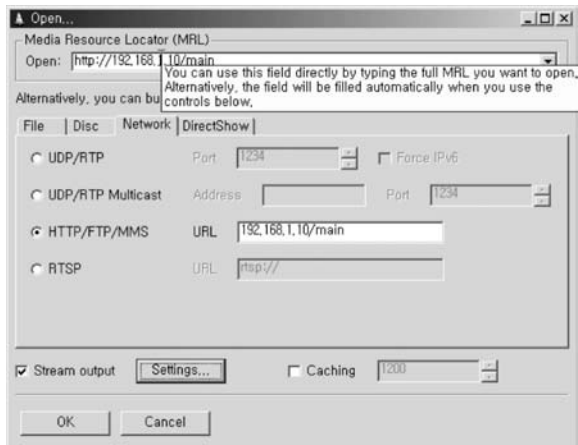 Open...
Media Resource Locator (MRL)
Open: http://192,168,1,10/main
You can use this field directly by typing the full MRL you want to open,
Alternatively, the field will be filled automatically when you use the
controls below,
Alternatively, you can bu
File Disc Network DirectShow
UDP/RTP Port 1234 Force IPv6
UDP/RTP Multicast Address Port 1234
HTTP/FTP/MMS URL 192,168,1,10/main
RTSP URL rtsp://
Stream output Settings... Caching 1200
OK Cancel